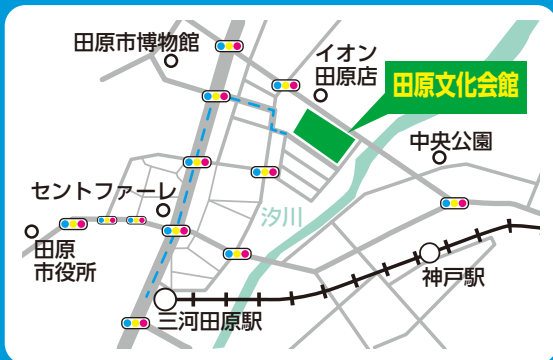 田原市博物館
イオン
田原店
田原文化会館
中央公園
セントファーレ
汐川
田原
市役所
神戸駅
三河田原駅